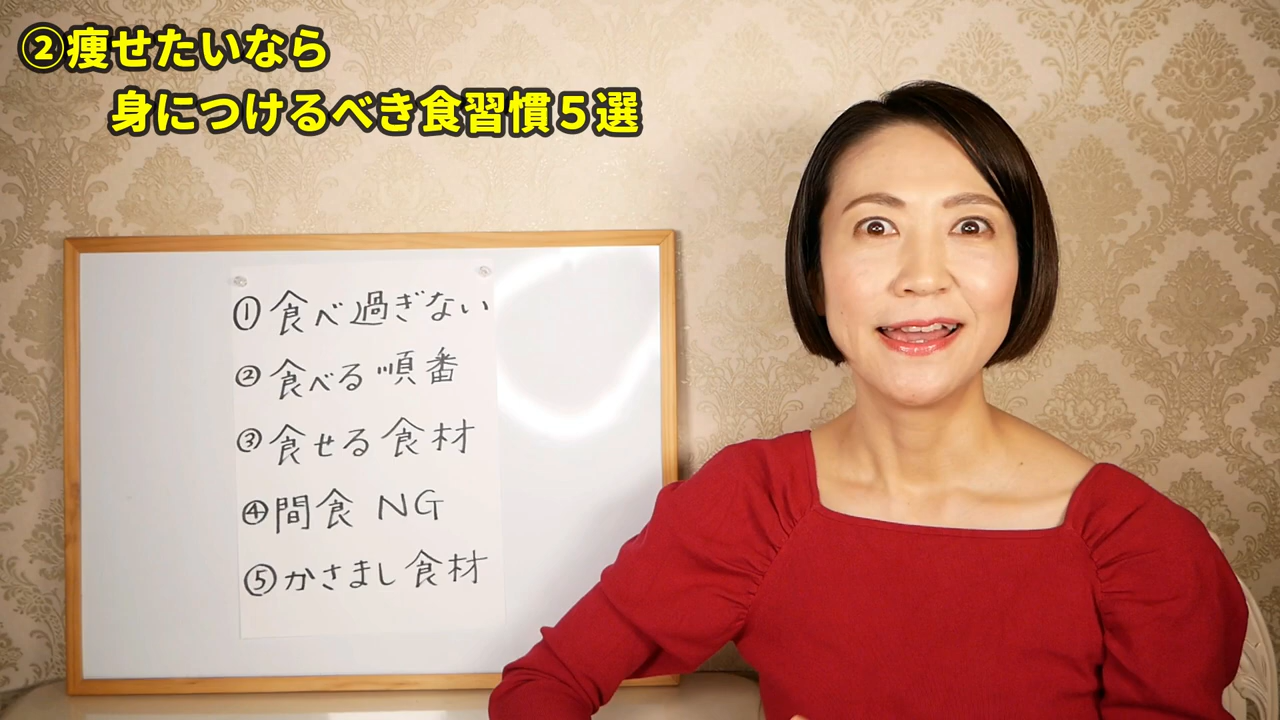 ②痩せたいなら
身につけるべき食習慣５選
①食べ過ぎない
②食べる順番
③食せる食材
④間食 NG
⑤かさまし食材